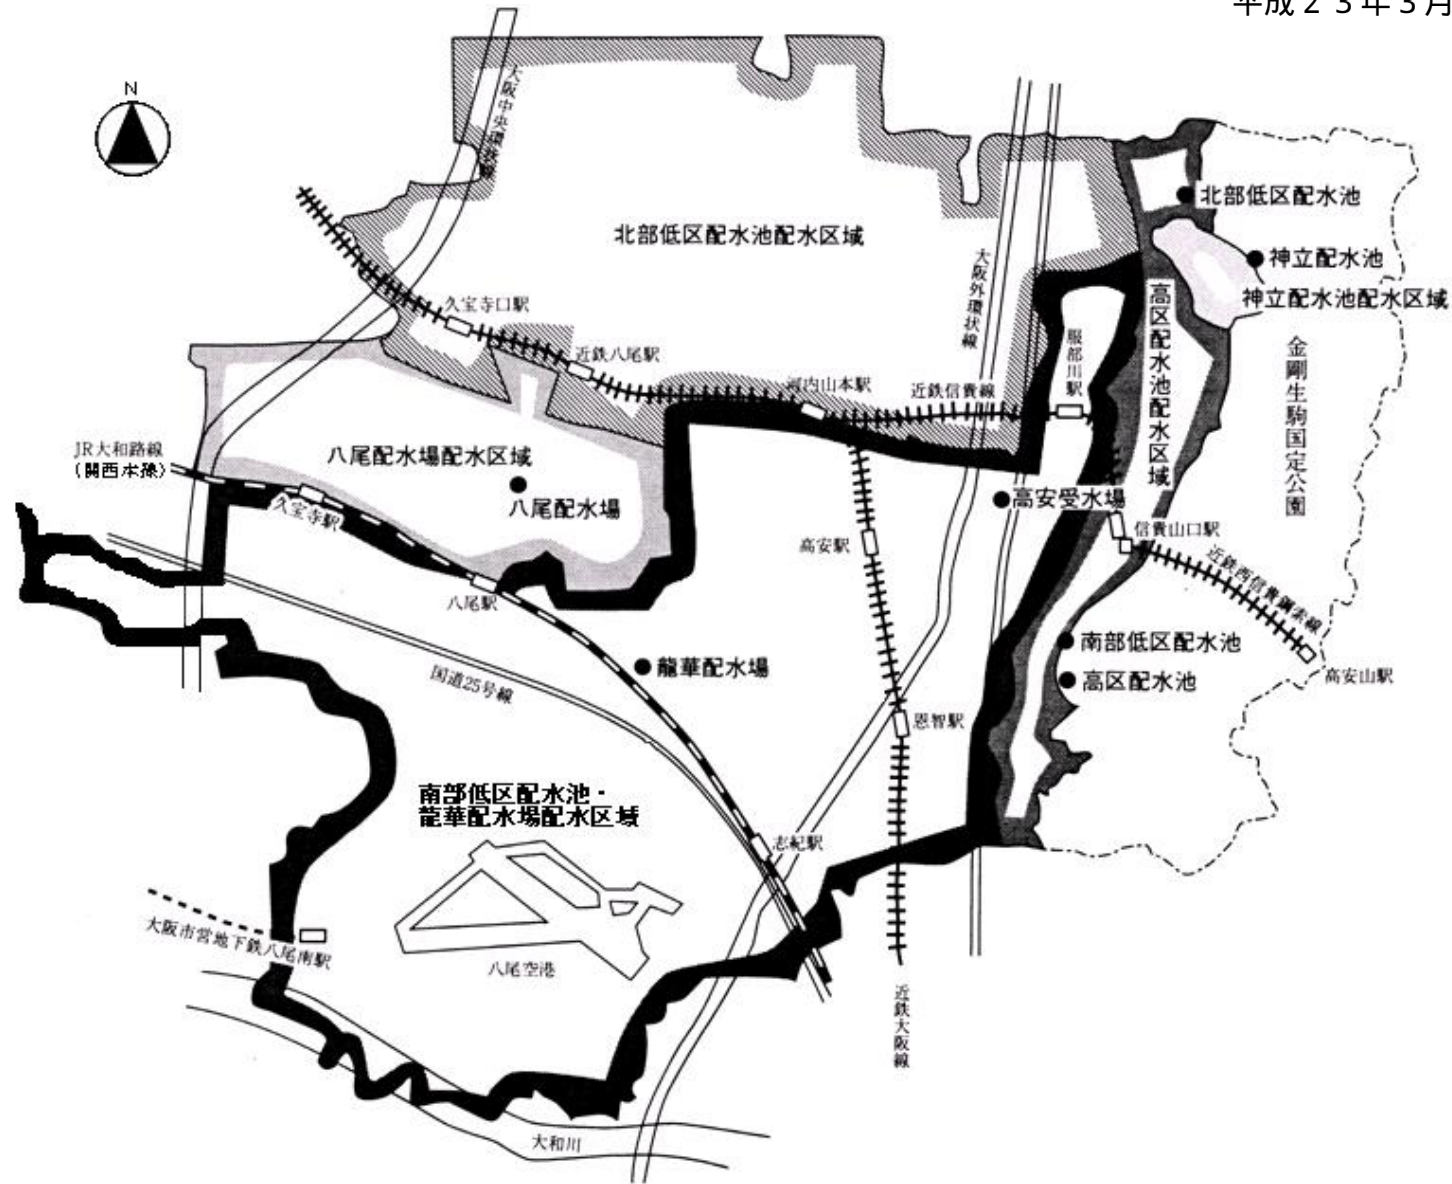 平成２３年３月
N
大阪中央環状線
北部低区配水池
北部低区配水池配水区域
大阪外環状線
神立配水池
神立配水池配水区域
高区配水池配水区域
久宝寺口駅
服部川駅
金剛生駒国定公園
近鉄八尾駅
河内山本駅
近鉄信貴線
JR大和路線
(関西本線)
八尾配水場配水区域
八尾配水場
久宝寺駅
高安受水場
信貴山口駅
高安駅
近鉄西信貴鋼索線
八尾駅
南部低区配水池
龍華配水場
高区配水池
高安山駅
国道25号線
恩智駅
南部低区配水池・
龍華配水場配水区域
志紀駅
大阪市営地下鉄八尾南駅
八尾空港
近鉄大阪線
大和川